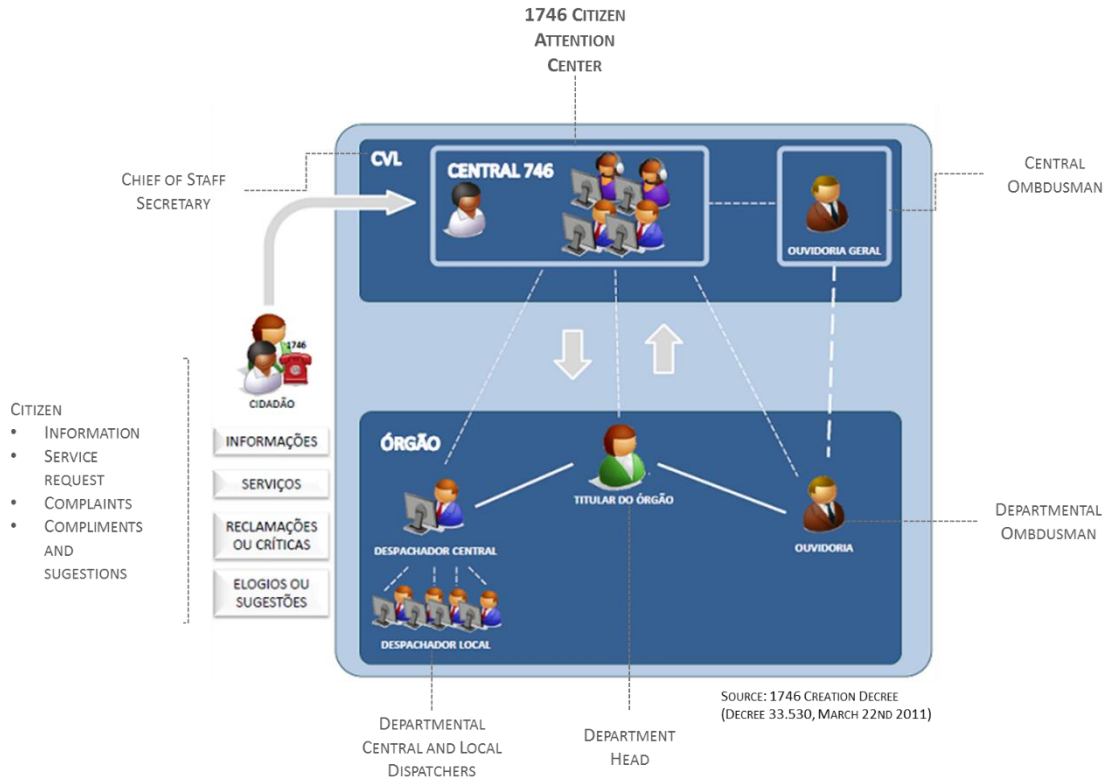 1746 CITIZEN
ATTENTION
CENTER
CVL
CENTRAL 746
OUVIDORIA GERAL
CHIEF OF STAFF
SECRETARY
CENTRAL
OMBDUSMAN
1746
CIDADÃO
INFORMAÇÕES
SERVIÇOS
RECLAMAÇÕES
OU CRÍTICAS
ELOGIOS OU
SUGESTÕES
CITIZEN
• INFORMATION
• SERVICE
REQUEST
• COMPLAINTS
• COMPLIMENTS
AND
SUGESTIONS
ÓRGÃO
TITULAR DO ÓRGÃO
DESPACHADOR CENTRAL
OUVIDORIA
DESPACHADOR LOCAL
DEPARTMENTAL
OMBDUSMAN
SOURCE: 1746 CREATION DECREE
(DECREE 33.530, MARCH 22ND 2011)
DEPARTMENTAL
CENTRAL AND LOCAL
DISPATCHERS
DEPARTMENT
HEAD